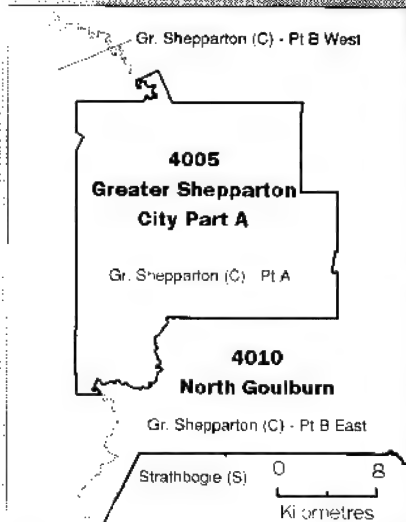 Gr. Shepparton (C) - Pt B West
4005
Greater Shepparton
City Part A
Gr. Shepparton (C) Pt A
4010
North Goulburn
Gr. Shepparton (C) - Pt B East
Strathbogie (S)
0 8
Kilometres